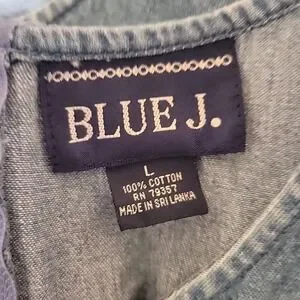 BLUE J.
L
100% COTTON
RN 79357
MADE IN SRI LANKA